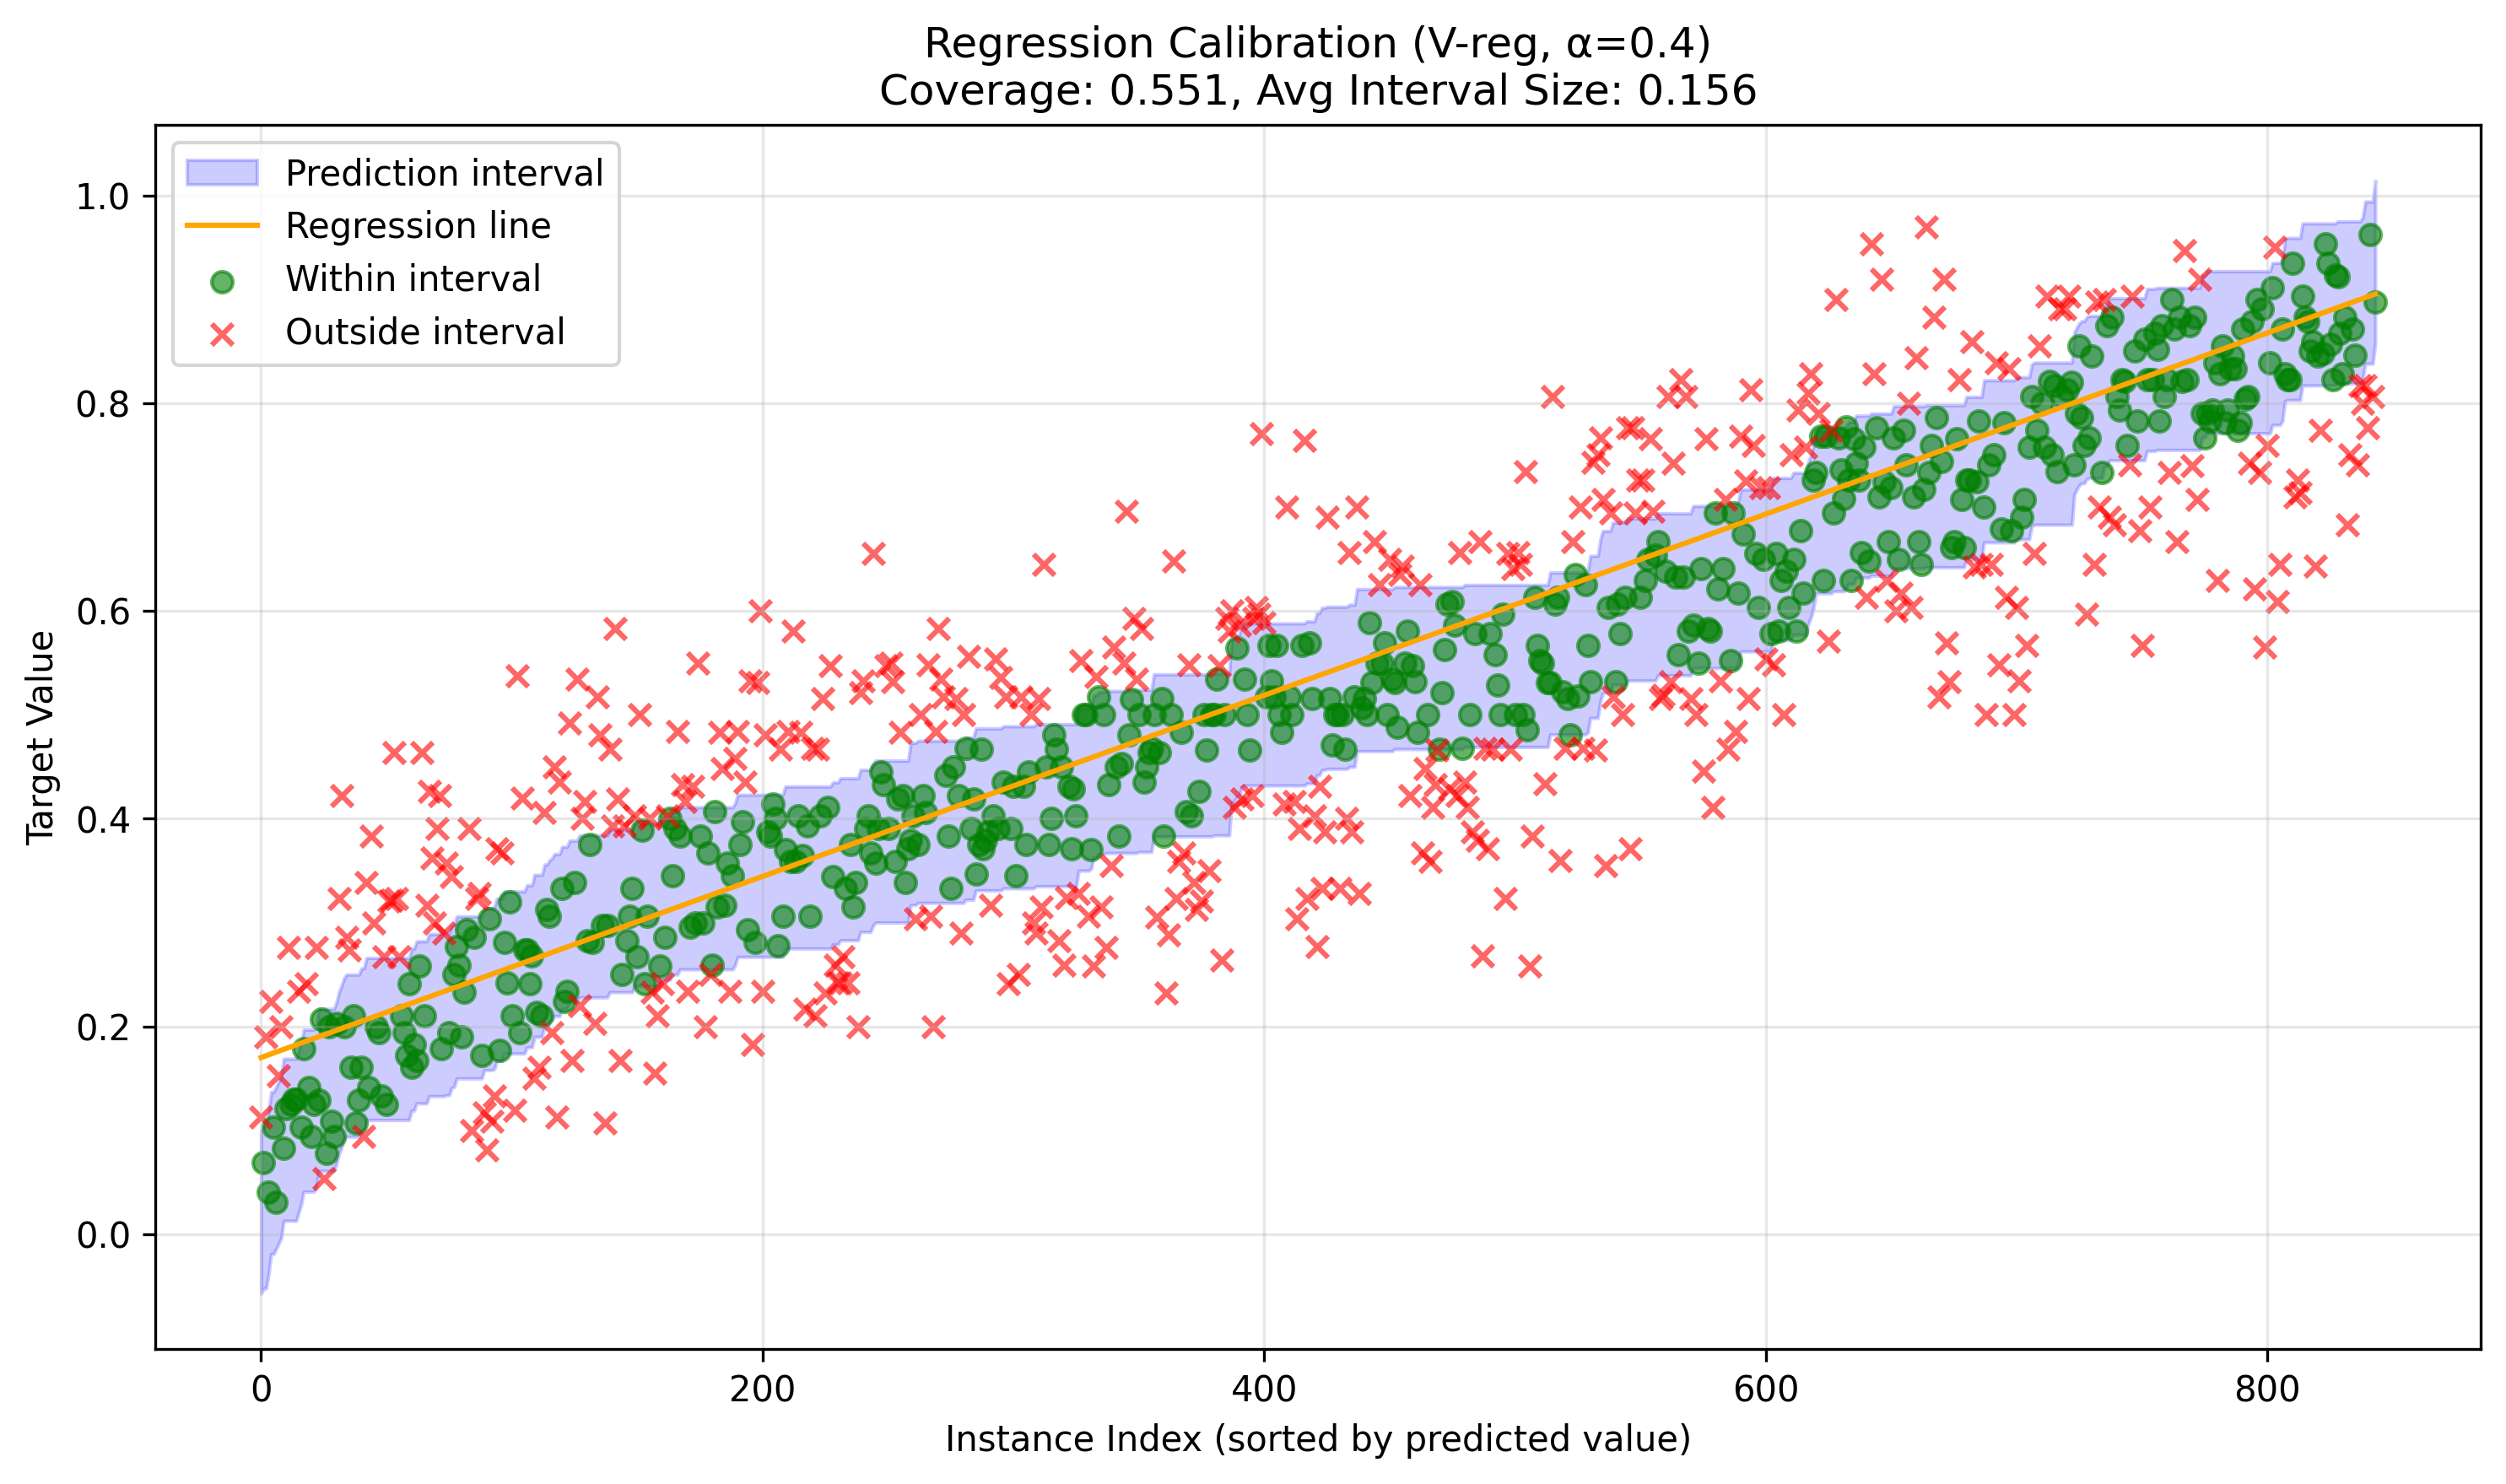 Regression Calibration (V-reg, α=0.4)
Coverage: 0.551, Avg Interval Size: 0.156
Prediction interval
Regression line
Within interval
Outside interval
1.0
0.8
0.6
0.4
0.2
0.0
Target Value
0 200 400 600 800
Instance Index (sorted by predicted value)